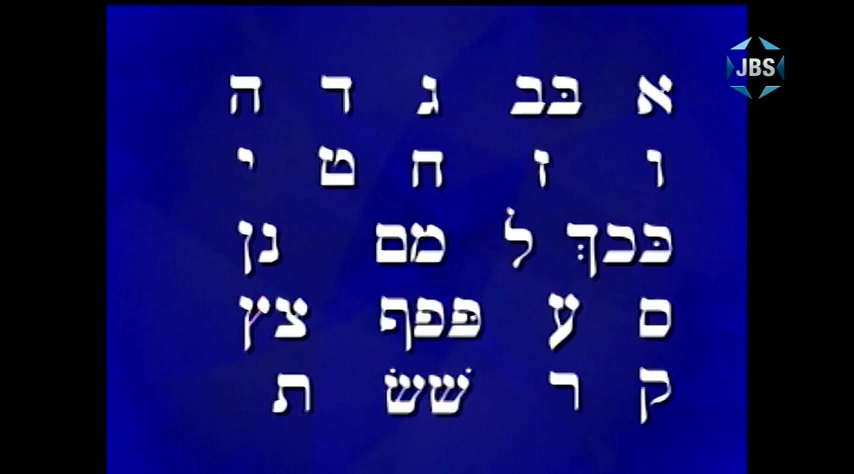 JBS
א בּב ג ד ה
ו ז ח ט י
כּכךְ ל מם נן
ס ע פּפף צץ
ק ר שׁשׂ ת